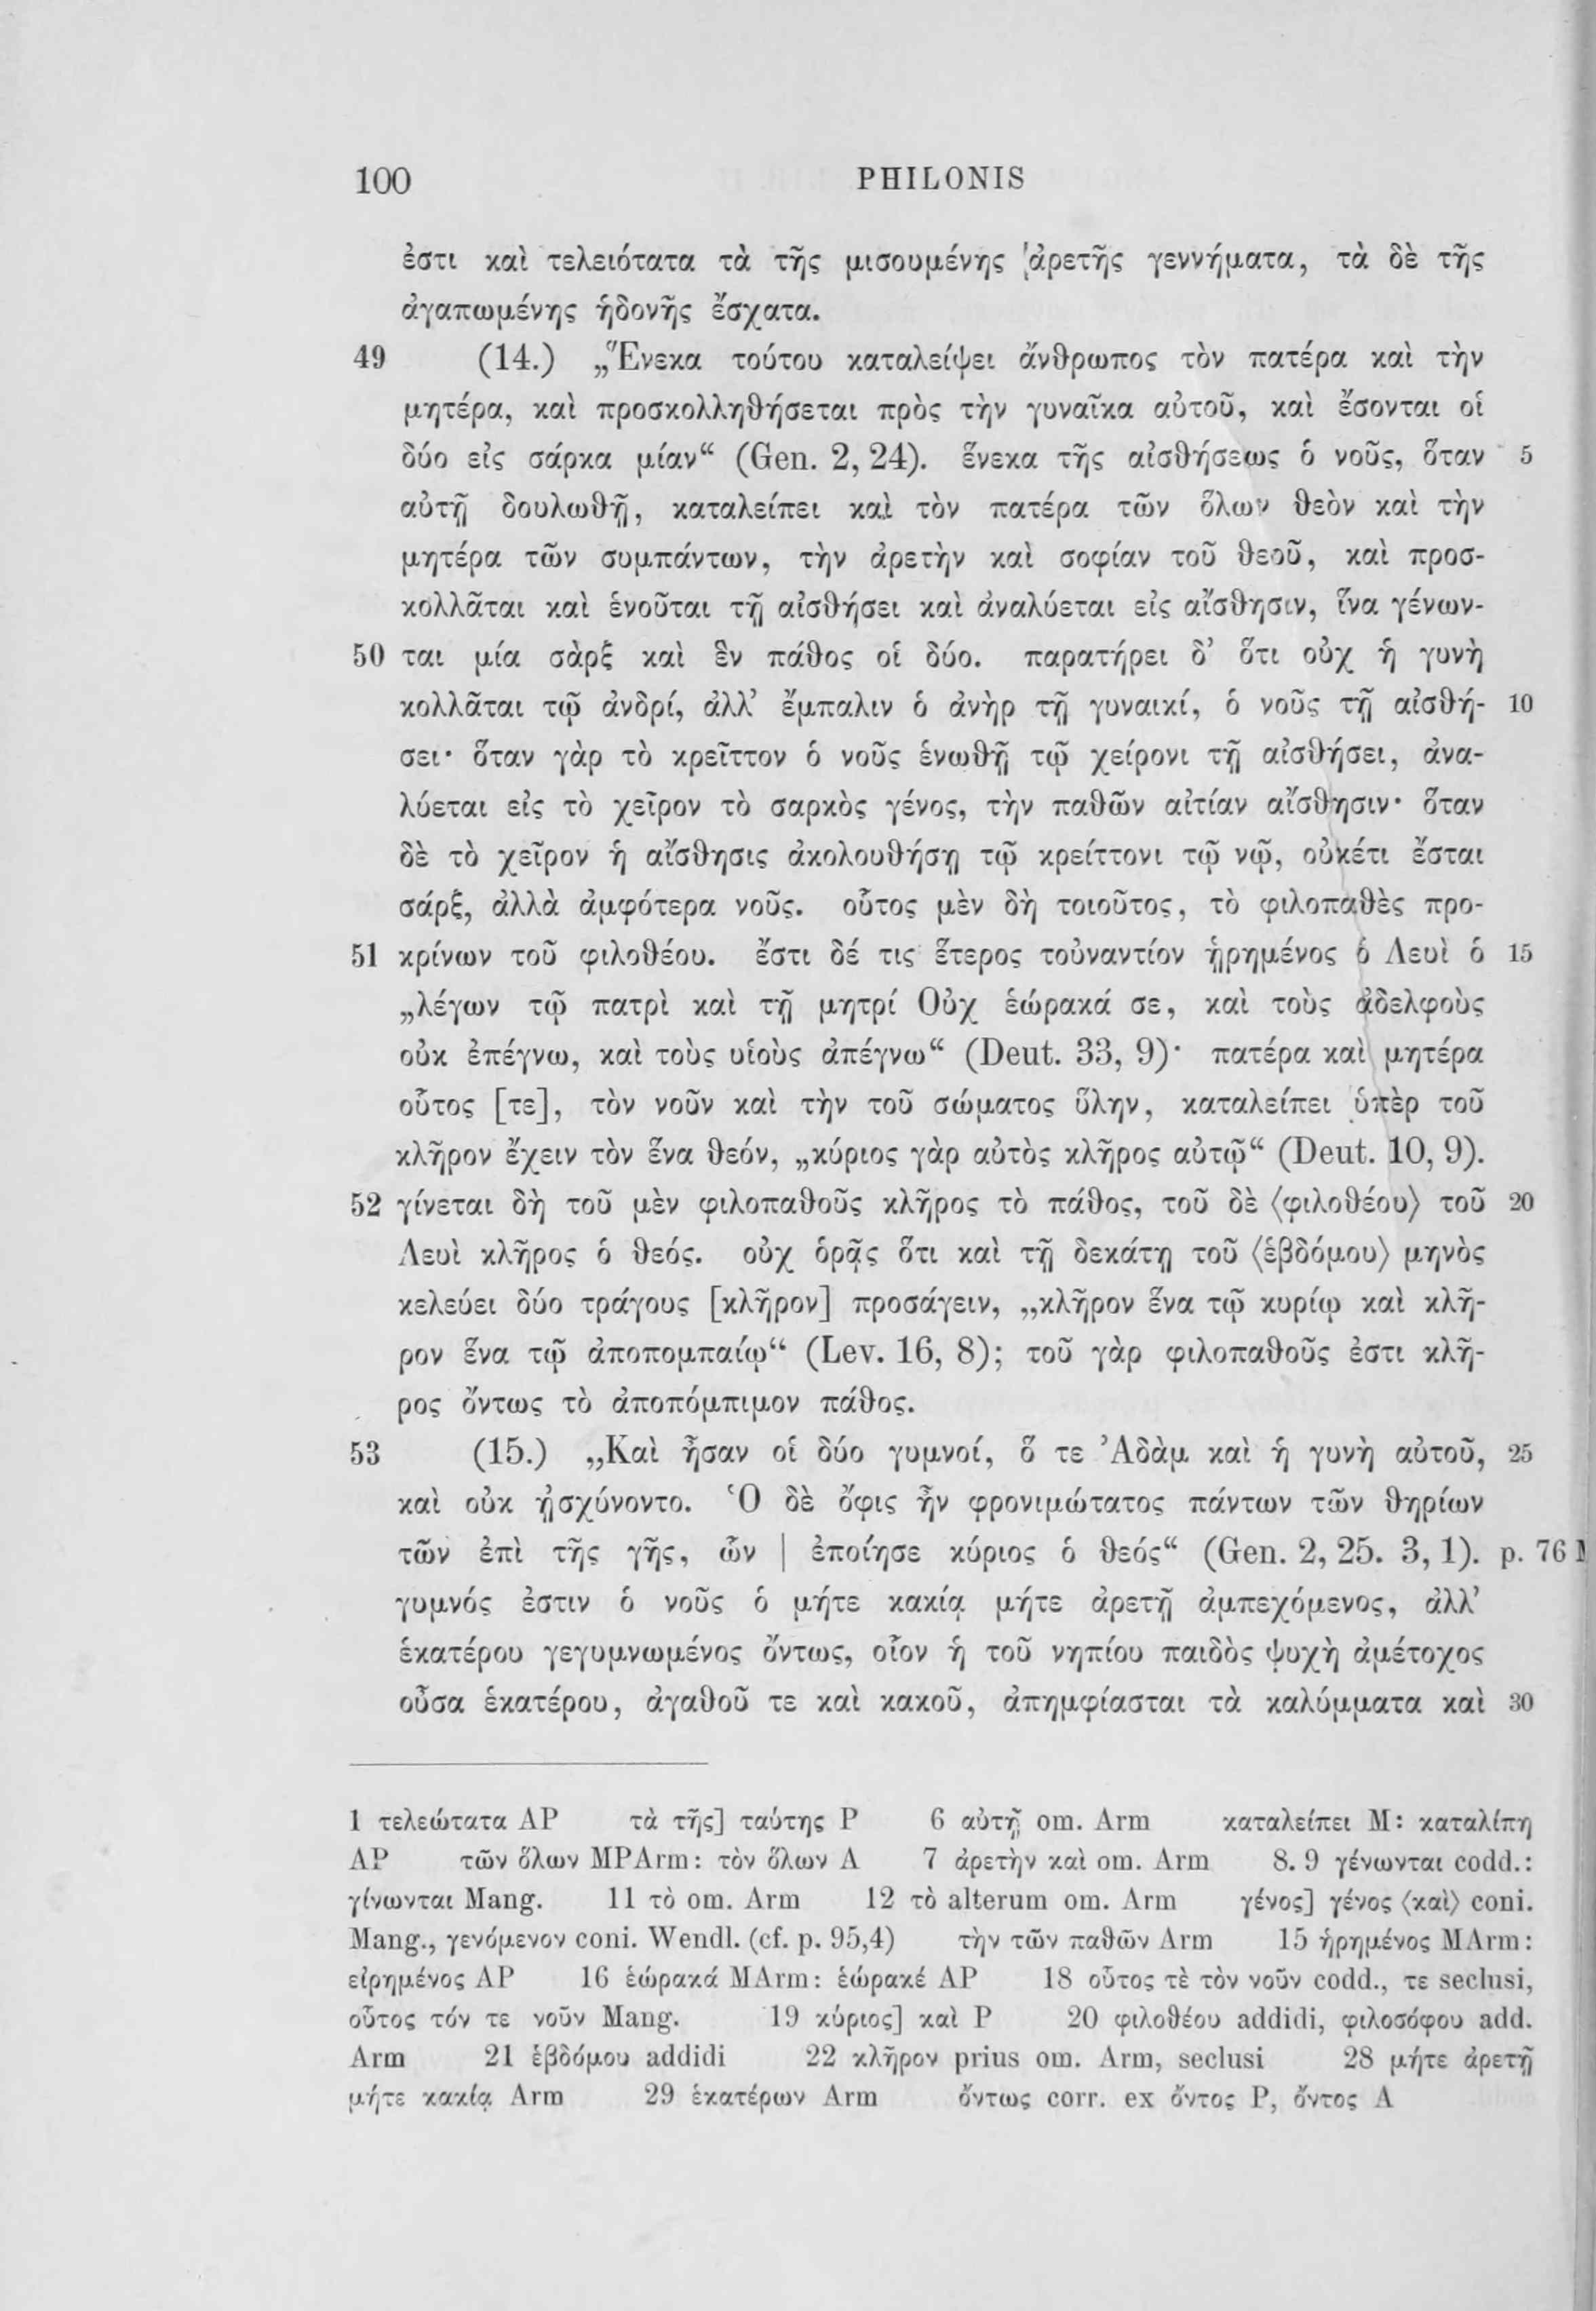 100 PHILONIS
ἐστι καὶ τελειότατα τὰ τῆς μισουμένης ἀρετῆς γεννήματα, τὰ δὲ τῆς
ἀγαπωμένης ἡδονῆς ἔσχατα.
49 (14.) „Ἕνεκα τούτου καταλείψει ἄνθρωπος τὸν πατέρα καὶ τὴν
μητέρα, καὶ προσκολληθήσεται πρὸς τὴν γυναῖκα αὐτοῦ, καὶ ἔσονται οἱ
δύο εἰς σάρκα μίαν“ (Gen. 2, 24). ἕνεκα τῆς αἰσθήσεως ὁ νοῦς, ὅταν 5
αὐτῇ δουλωθῇ, καταλείπει καὶ τὸν πατέρα τῶν ὅλων θεὸν καὶ τὴν
μητέρα τῶν συμπάντων, τὴν ἀρετὴν καὶ σοφίαν τοῦ θεοῦ, καὶ προσ-
κολλᾶται καὶ ἑνοῦται τῇ αἰσθήσει καὶ ἀναλύεται εἰς αἴσθησιν, ἵνα γένων-
50 ται μία σὰρξ καὶ ἓν πάθος οἱ δύο. παρατήρει δ’ ὅτι οὐχ ἡ γυνὴ
κολλᾶται τῷ ἀνδρί, ἀλλ’ ἔμπαλιν ὁ ἀνὴρ τῇ γυναικί, ὁ νοῦς τῇ αἰσθή- 10
σει· ὅταν γὰρ τὸ κρεῖττον ὁ νοῦς ἑνωθῇ τῷ χείρονι τῇ αἰσθήσει, ἀνα-
λύεται εἰς τὸ χεῖρον τὸ σαρκὸς γένος, τὴν παθῶν αἰτίαν αἴσθησιν· ὅταν
δὲ τὸ χεῖρον ἡ αἴσθησις ἀκολουθήσῃ τῷ κρείττονι τῷ νῷ, οὐκέτι ἔσται
σάρξ, ἀλλὰ ἀμφότερα νοῦς. οὗτος μὲν δὴ τοιοῦτος, τὸ φιλοπαθὲς προ-
51 κρίνων τοῦ φιλοθέου. ἔστι δέ τις ἕτερος τοὐναντίον ᾑρημένος ὁ Λευὶ ὁ 15
„λέγων τῷ πατρὶ καὶ τῇ μητρί Οὐχ ἑώρακά σε, καὶ τοὺς ἀδελφοὺς
οὐκ ἐπέγνω, καὶ τοὺς υἱοὺς ἀπέγνω“ (Deut. 33, 9)· πατέρα καὶ μητέρα
οὗτος [τε], τὸν νοῦν καὶ τὴν τοῦ σώματος ὕλην, καταλείπει ὑπὲρ τοῦ
κλῆρον ἔχειν τὸν ἕνα θεόν, „κύριος γὰρ αὐτὸς κλῆρος αὐτῷ“ (Deut. 10, 9).
52 γίνεται δὴ τοῦ μὲν φιλοπαθοῦς κλῆρος τὸ πάθος, τοῦ δὲ ⟨φιλοθέου⟩ τοῦ 20
Λευὶ κλῆρος ὁ θεός. οὐχ ὁρᾷς ὅτι καὶ τῇ δεκάτῃ τοῦ ⟨ἑβδόμου⟩ μηνὸς
κελεύει δύο τράγους [κλῆρον] προσάγειν, „κλῆρον ἕνα τῷ κυρίῳ καὶ κλῆ-
ρον ἕνα τῷ ἀποπομπαίῳ“ (Lev. 16, 8); τοῦ γὰρ φιλοπαθοῦς ἐστι κλῆ-
ρος ὄντως τὸ ἀποπόμπιμον πάθος.
53 (15.) „Καὶ ἦσαν οἱ δύο γυμνοί, ὅ τε Ἀδὰμ καὶ ἡ γυνὴ αὐτοῦ, 25
καὶ οὐκ ᾐσχύνοντο. Ὁ δὲ ὄφις ἦν φρονιμώτατος πάντων τῶν θηρίων
τῶν ἐπὶ τῆς γῆς, ὧν | ἐποίησε κύριος ὁ θεός“ (Gen. 2, 25. 3, 1). p. 76
γυμνός ἐστιν ὁ νοῦς ὁ μήτε κακίᾳ μήτε ἀρετῇ ἀμπεχόμενος, ἀλλ’
ἑκατέρου γεγυμνωμένος ὄντως, οἷον ἡ τοῦ νηπίου παιδὸς ψυχὴ ἀμέτοχος
οὖσα ἑκατέρου, ἀγαθοῦ τε καὶ κακοῦ, ἀπημφίασται τὰ καλύμματα καὶ 30
1 τελεώτατα AP τὰ τῆς] ταύτης P 6 αὐτῇ om. Arm καταλείπει M: καταλίπῃ
AP τῶν ὅλων MPArm: τὸν ὅλων A 7 ἀρετὴν καὶ om. Arm 8. 9 γένωνται codd.:
γίνωνται Mang. 11 τὸ om. Arm 12 τὸ alterum om. Arm γένος] γένος ⟨καὶ⟩ coni.
Mang., γενόμενον coni. Wendl. (cf. p. 95,4) τὴν τῶν παθῶν Arm 15 ᾑρημένος MArm:
εἰρημένος AP 16 ἑώρακά MArm: ἑώρακέ AP 18 οὗτος τὲ τὸν νοῦν codd., τε seclusi,
οὗτος τόν τε νοῦν Mang. 19 κύριος] καὶ P 20 φιλοθέου addidi, φιλοσόφου add.
Arm 21 ἑβδόμου addidi 22 κλῆρον prius om. Arm, seclusi 28 μήτε ἀρετῇ
μήτε κακίᾳ Arm 29 ἑκατέρων Arm ὄντως corr. ex ὄντος P, ὄντος A